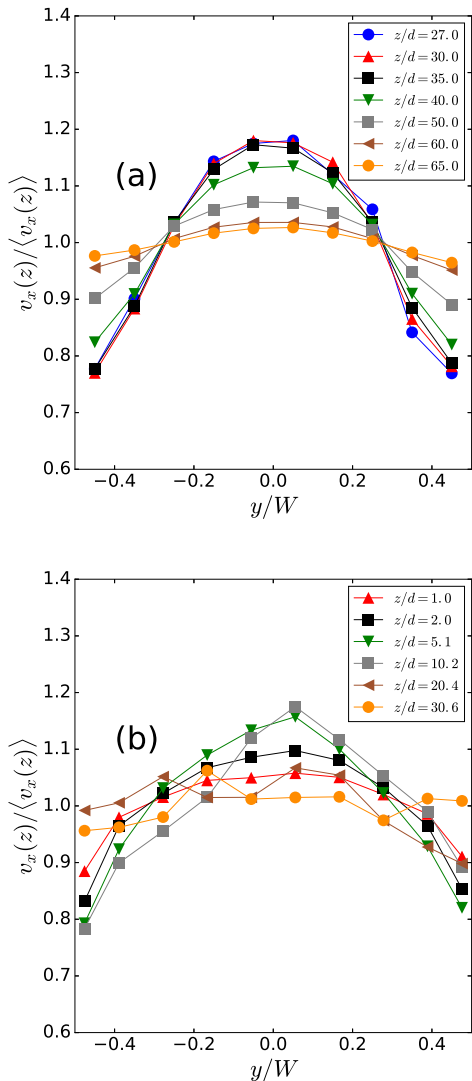 1.4
1.3
1.2
1.1
1.0
0.9
0.8
0.7
0.6
v_x(z)/⟨v_x(z)⟩
(a)
z/d=27.0
z/d=30.0
z/d=35.0
z/d=40.0
z/d=50.0
z/d=60.0
z/d=65.0
−0.4 −0.2 0.0 0.2 0.4
y/W
1.4
1.3
1.2
1.1
1.0
0.9
0.8
0.7
0.6
v_x(z)/⟨v_x(z)⟩
(b)
z/d=1.0
z/d=2.0
z/d=5.1
z/d=10.2
z/d=20.4
z/d=30.6
−0.4 −0.2 0.0 0.2 0.4
y/W